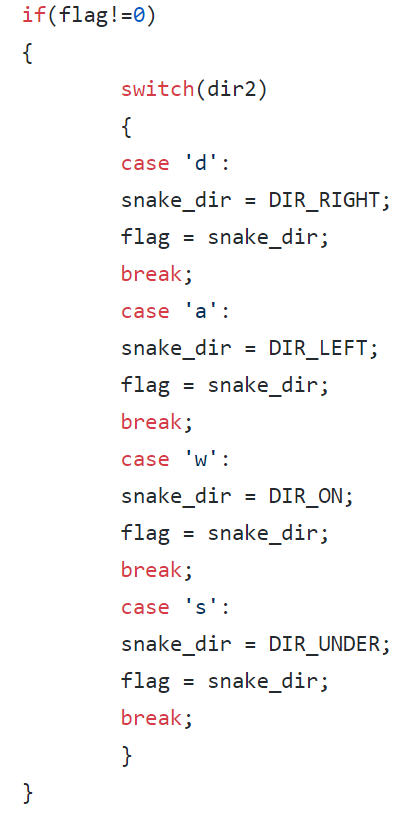 if(flag!=0)
{
        switch(dir2)
        {
        case 'd':
        snake_dir = DIR_RIGHT;
        flag = snake_dir;
        break;
        case 'a':
        snake_dir = DIR_LEFT;
        flag = snake_dir;
        break;
        case 'w':
        snake_dir = DIR_ON;
        flag = snake_dir;
        break;
        case 's':
        snake_dir = DIR_UNDER;
        flag = snake_dir;
        break;
        }
}